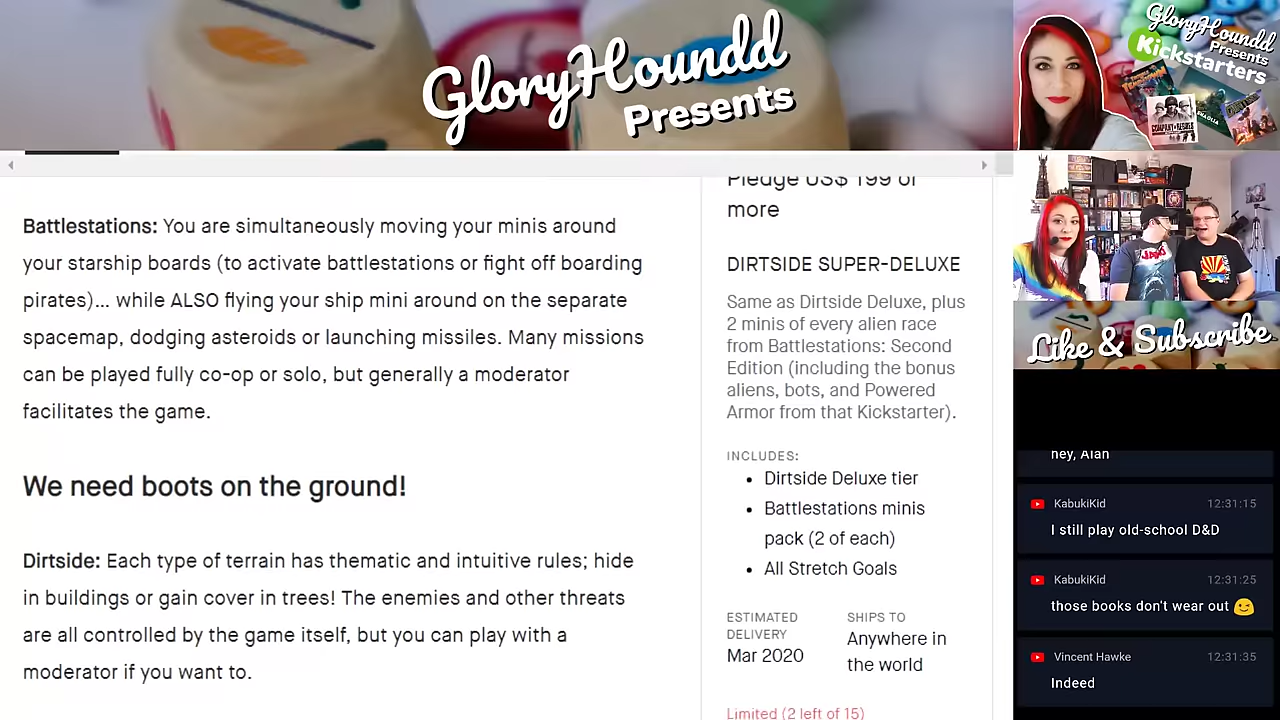 GloryHoundd
Presents
GloryHoundd
Presents
Kickstarters
Battlestations: You are simultaneously moving your minis around
your starship boards (to activate battlestations or fight off boarding
pirates)... while ALSO flying your ship mini around on the separate
spacemap, dodging asteroids or launching missiles. Many missions
can be played fully co-op or solo, but generally a moderator
facilitates the game.
We need boots on the ground!
Dirtside: Each type of terrain has thematic and intuitive rules; hide
in buildings or gain cover in trees! The enemies and other threats
are all controlled by the game itself, but you can play with a
moderator if you want to.
Pledge US$ 199 or
more
DIRTSIDE SUPER-DELUXE
Same as Dirtside Deluxe, plus
2 minis of every alien race
from Battlestations: Second
Edition (including the bonus
aliens, bots, and Powered
Armor from that Kickstarter).
INCLUDES:
• Dirtside Deluxe tier
• Battlestations minis
pack (2 of each)
• All Stretch Goals
ESTIMATED
DELIVERY
Mar 2020
SHIPS TO
Anywhere in
the world
Limited (2 left of 15)
JAWS
Like & Subscribe
hey, Alan
KabukiKid 12:31:15
I still play old-school D&D
KabukiKid 12:31:25
those books don't wear out 😉
Vincent Hawke 12:31:35
Indeed